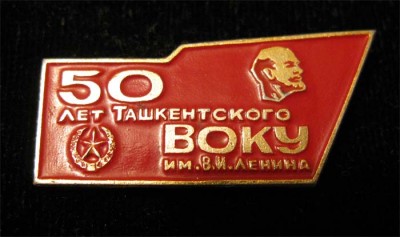 50
лет Ташкентского
ВОКУ
им. В.И. Ленина